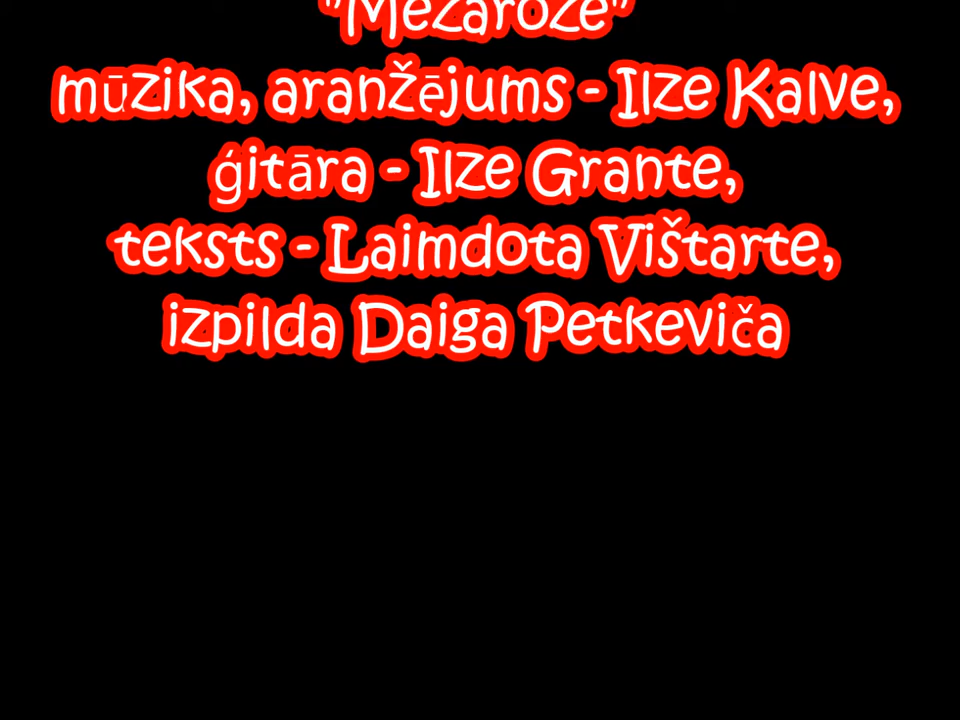 "Mežaroze"
mūzika, aranžējums - Ilze Kalve,
ģitāra - Ilze Grante,
teksts - Laimdota Vištarte,
izpilda Daiga Petkeviča